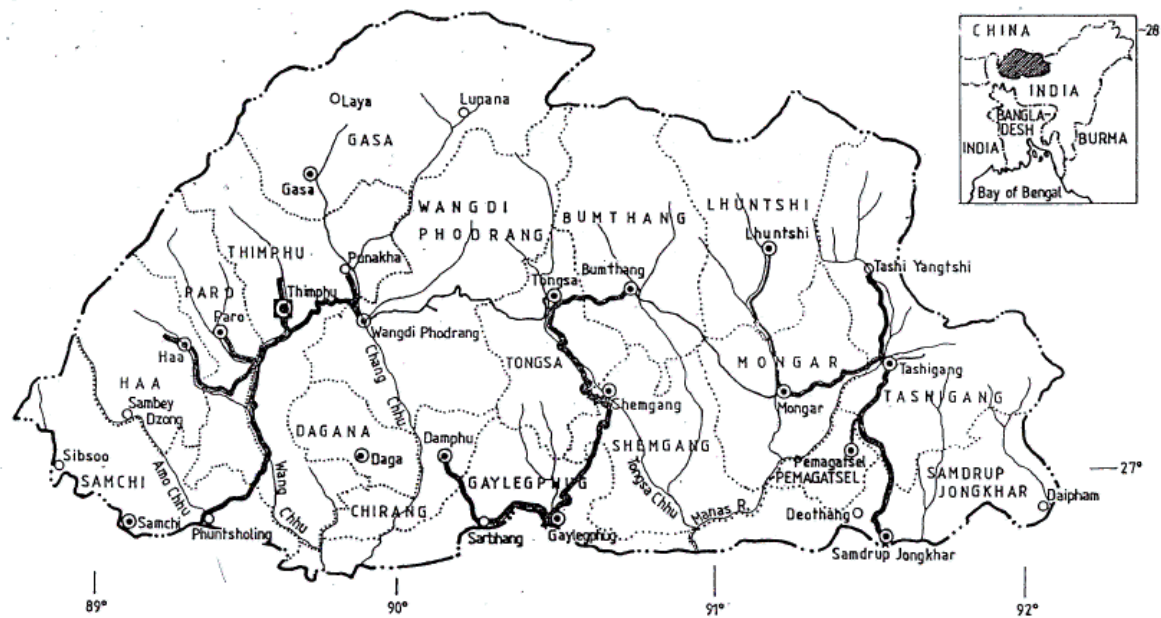 CHINA
28
INDIA
BANGLA-
DESH
INDIA
BURMA
Bay of Bengal
Laya
Lunana
GASA
Gasa
WANGDI
PHODRANG
BUMTHANG
LHUNTSHI
Lhuntshi
THIMPHU
Punakha
Tashi Yangtshi
Bumthang
Tongsa
PARO
Thimphu
Paro
Wangdi Phodrang
Haa
TONGSA
MONGAR
Tashigang
Chang
Chhu
HAA
Sambey
Dzong
Shemgang
Mongar
TASHIGANG
DAGANA
Damphu
SHEMGANG
Sibsoo
Daga
Pemagatsel
PEMAGATSEL
27°
SAMCHI
Amo Chhu
Wang
Chhu
GAYLEGPHUG
Tongsa Chhu
SAMDRUP
JONGKHAR
Daipham
CHIRANG
Manas R.
Deothang
Samchi
Phuntsholing
Sarbhang
Gaylegphug
Samdrup Jongkhar
89°
90°
91°
92°